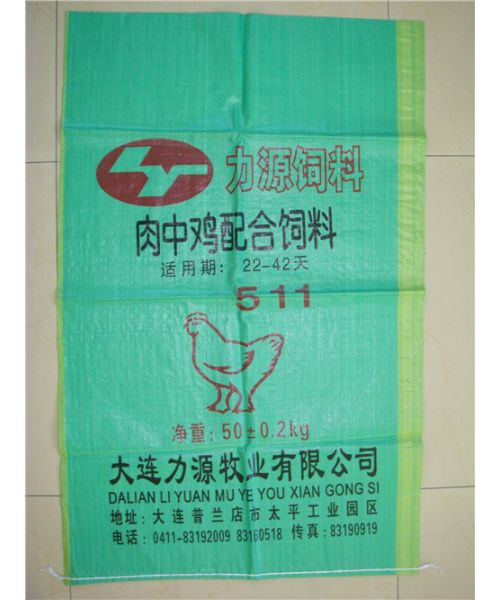 LY 力源饲料
肉中鸡配合饲料
适用期: 22-42天
511
净重: 50±0.2kg
大连力源牧业有限公司
DALIAN LI YUAN MU YE YOU XIAN GONG SI
地址: 大连普兰店市太平工业园区
电话: 0411-83192009 83160518 传真: 83190919